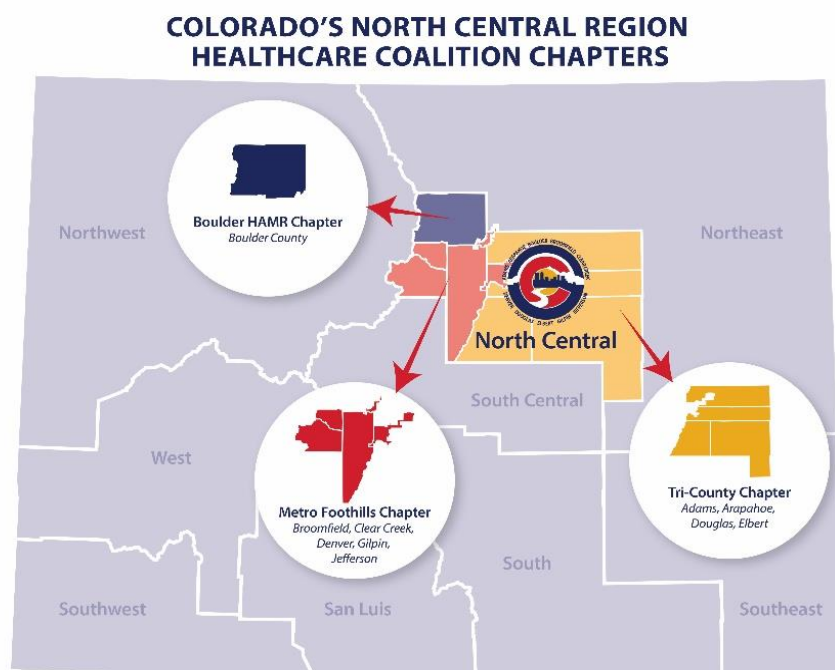 COLORADO'S NORTH CENTRAL REGION
HEALTHCARE COALITION CHAPTERS
Northwest
Boulder HAMR Chapter
Boulder County
Northeast
North Central
South Central
West
Metro Foothills Chapter
Broomfield, Clear Creek,
Denver, Gilpin,
Jefferson
Tri-County Chapter
Adams, Arapahoe,
Douglas, Elbert
South
Southwest
San Luis
Southeast